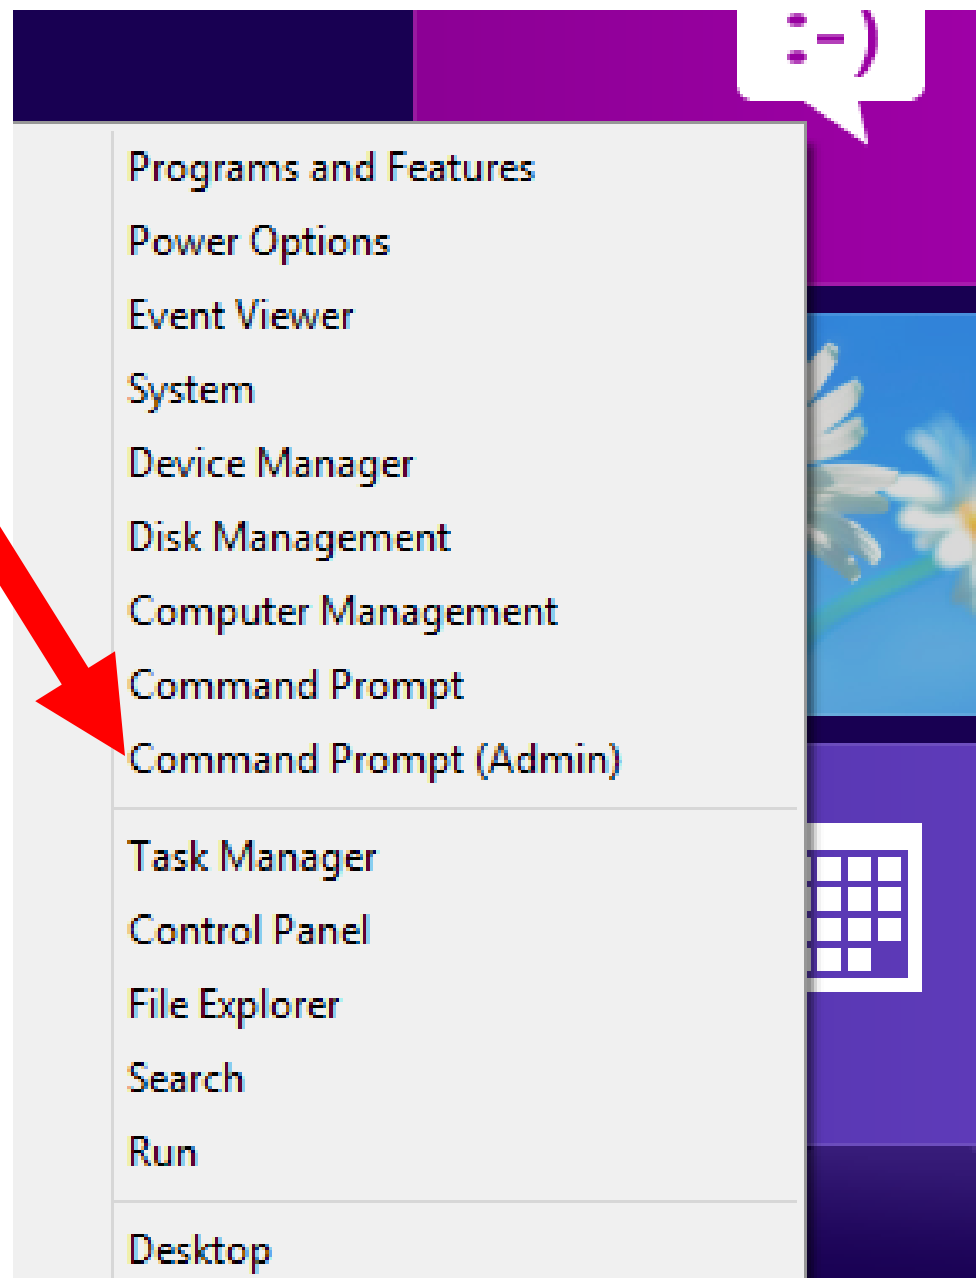 :-)
Programs and Features
Power Options
Event Viewer
System
Device Manager
Disk Management
Computer Management
Command Prompt
Command Prompt (Admin)
Task Manager
Control Panel
File Explorer
Search
Run
Desktop